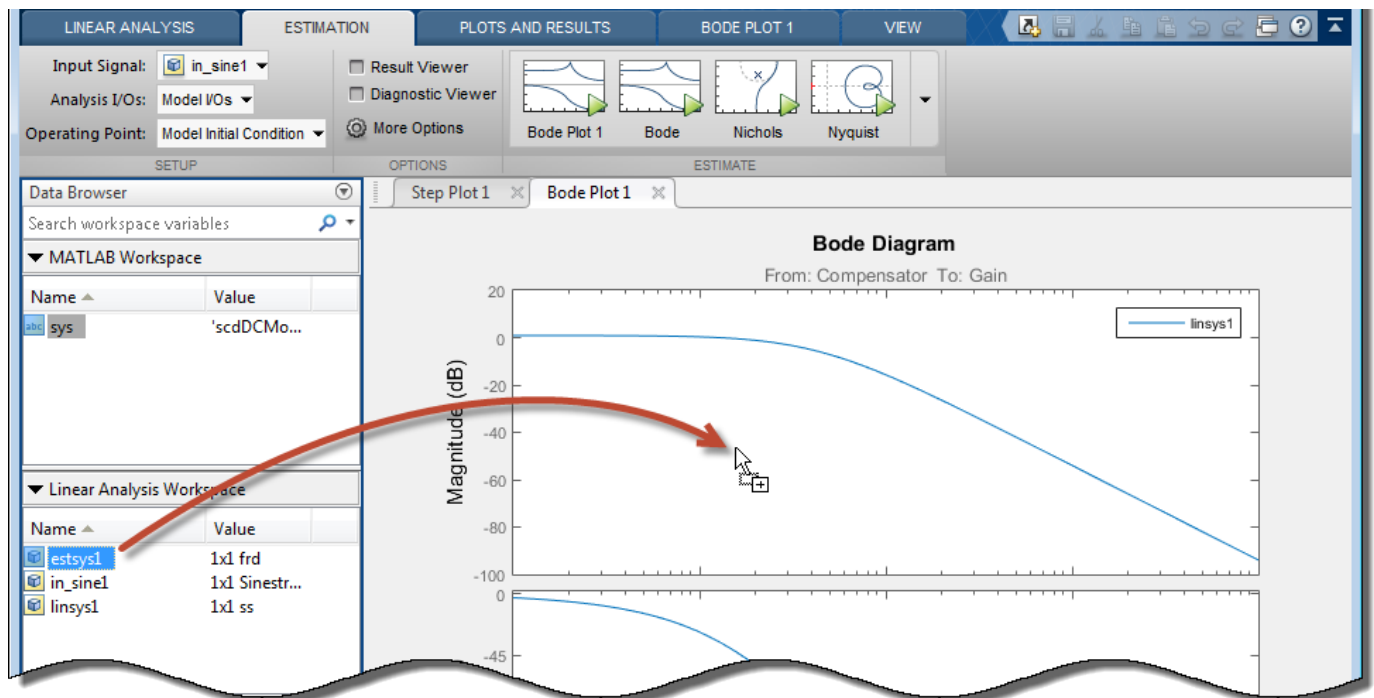 LINEAR ANALYSIS ESTIMATION PLOTS AND RESULTS BODE PLOT 1 VIEW
Input Signal: in_sine1
Analysis I/Os: Model I/Os
Operating Point: Model Initial Condition
SETUP
Result Viewer
Diagnostic Viewer
More Options
OPTIONS
Bode Plot 1 Bode Nichols Nyquist
ESTIMATE
Data Browser
Search workspace variables
MATLAB Workspace
Name Value
abc sys 'scdDCMo...
Linear Analysis Workspace
Name Value
estsys1 1x1 frd
in_sine1 1x1 Sinestr...
linsys1 1x1 ss
Step Plot 1 Bode Plot 1
Bode Diagram
From: Compensator To: Gain
linsys1
Magnitude (dB)
20
0
-20
-40
-60
-80
-100
0
-45